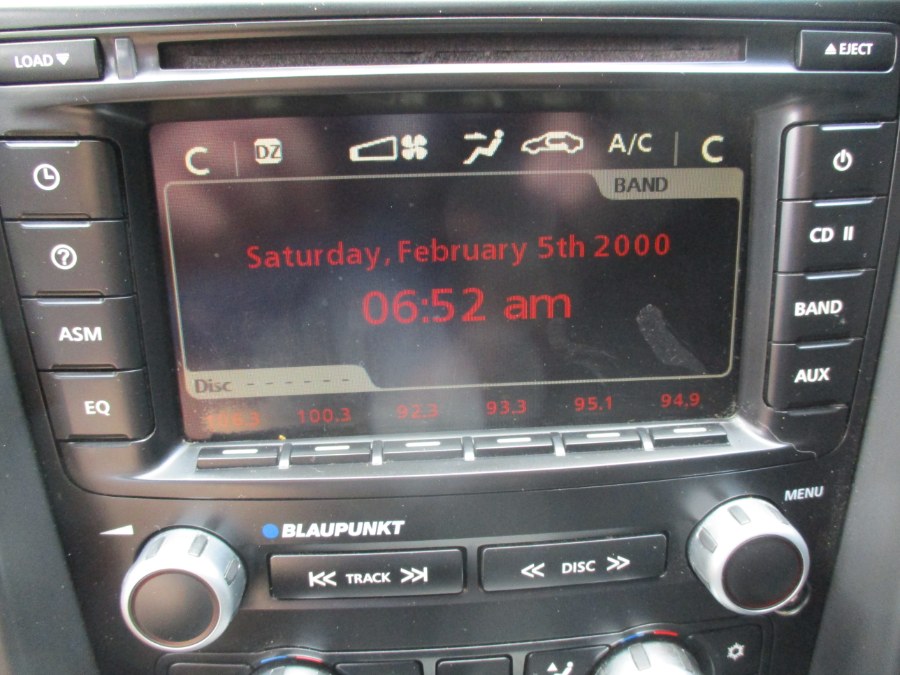 LOAD
EJECT
C DZ A/C C
BAND
Saturday, February 5th 2000
06:52 am
CD II
ASM
BAND
Disc - - - - - -
EQ
AUX
100.3 92.3 93.3 95.1 94.9
MENU
BLAUPUNKT
TRACK
DISC